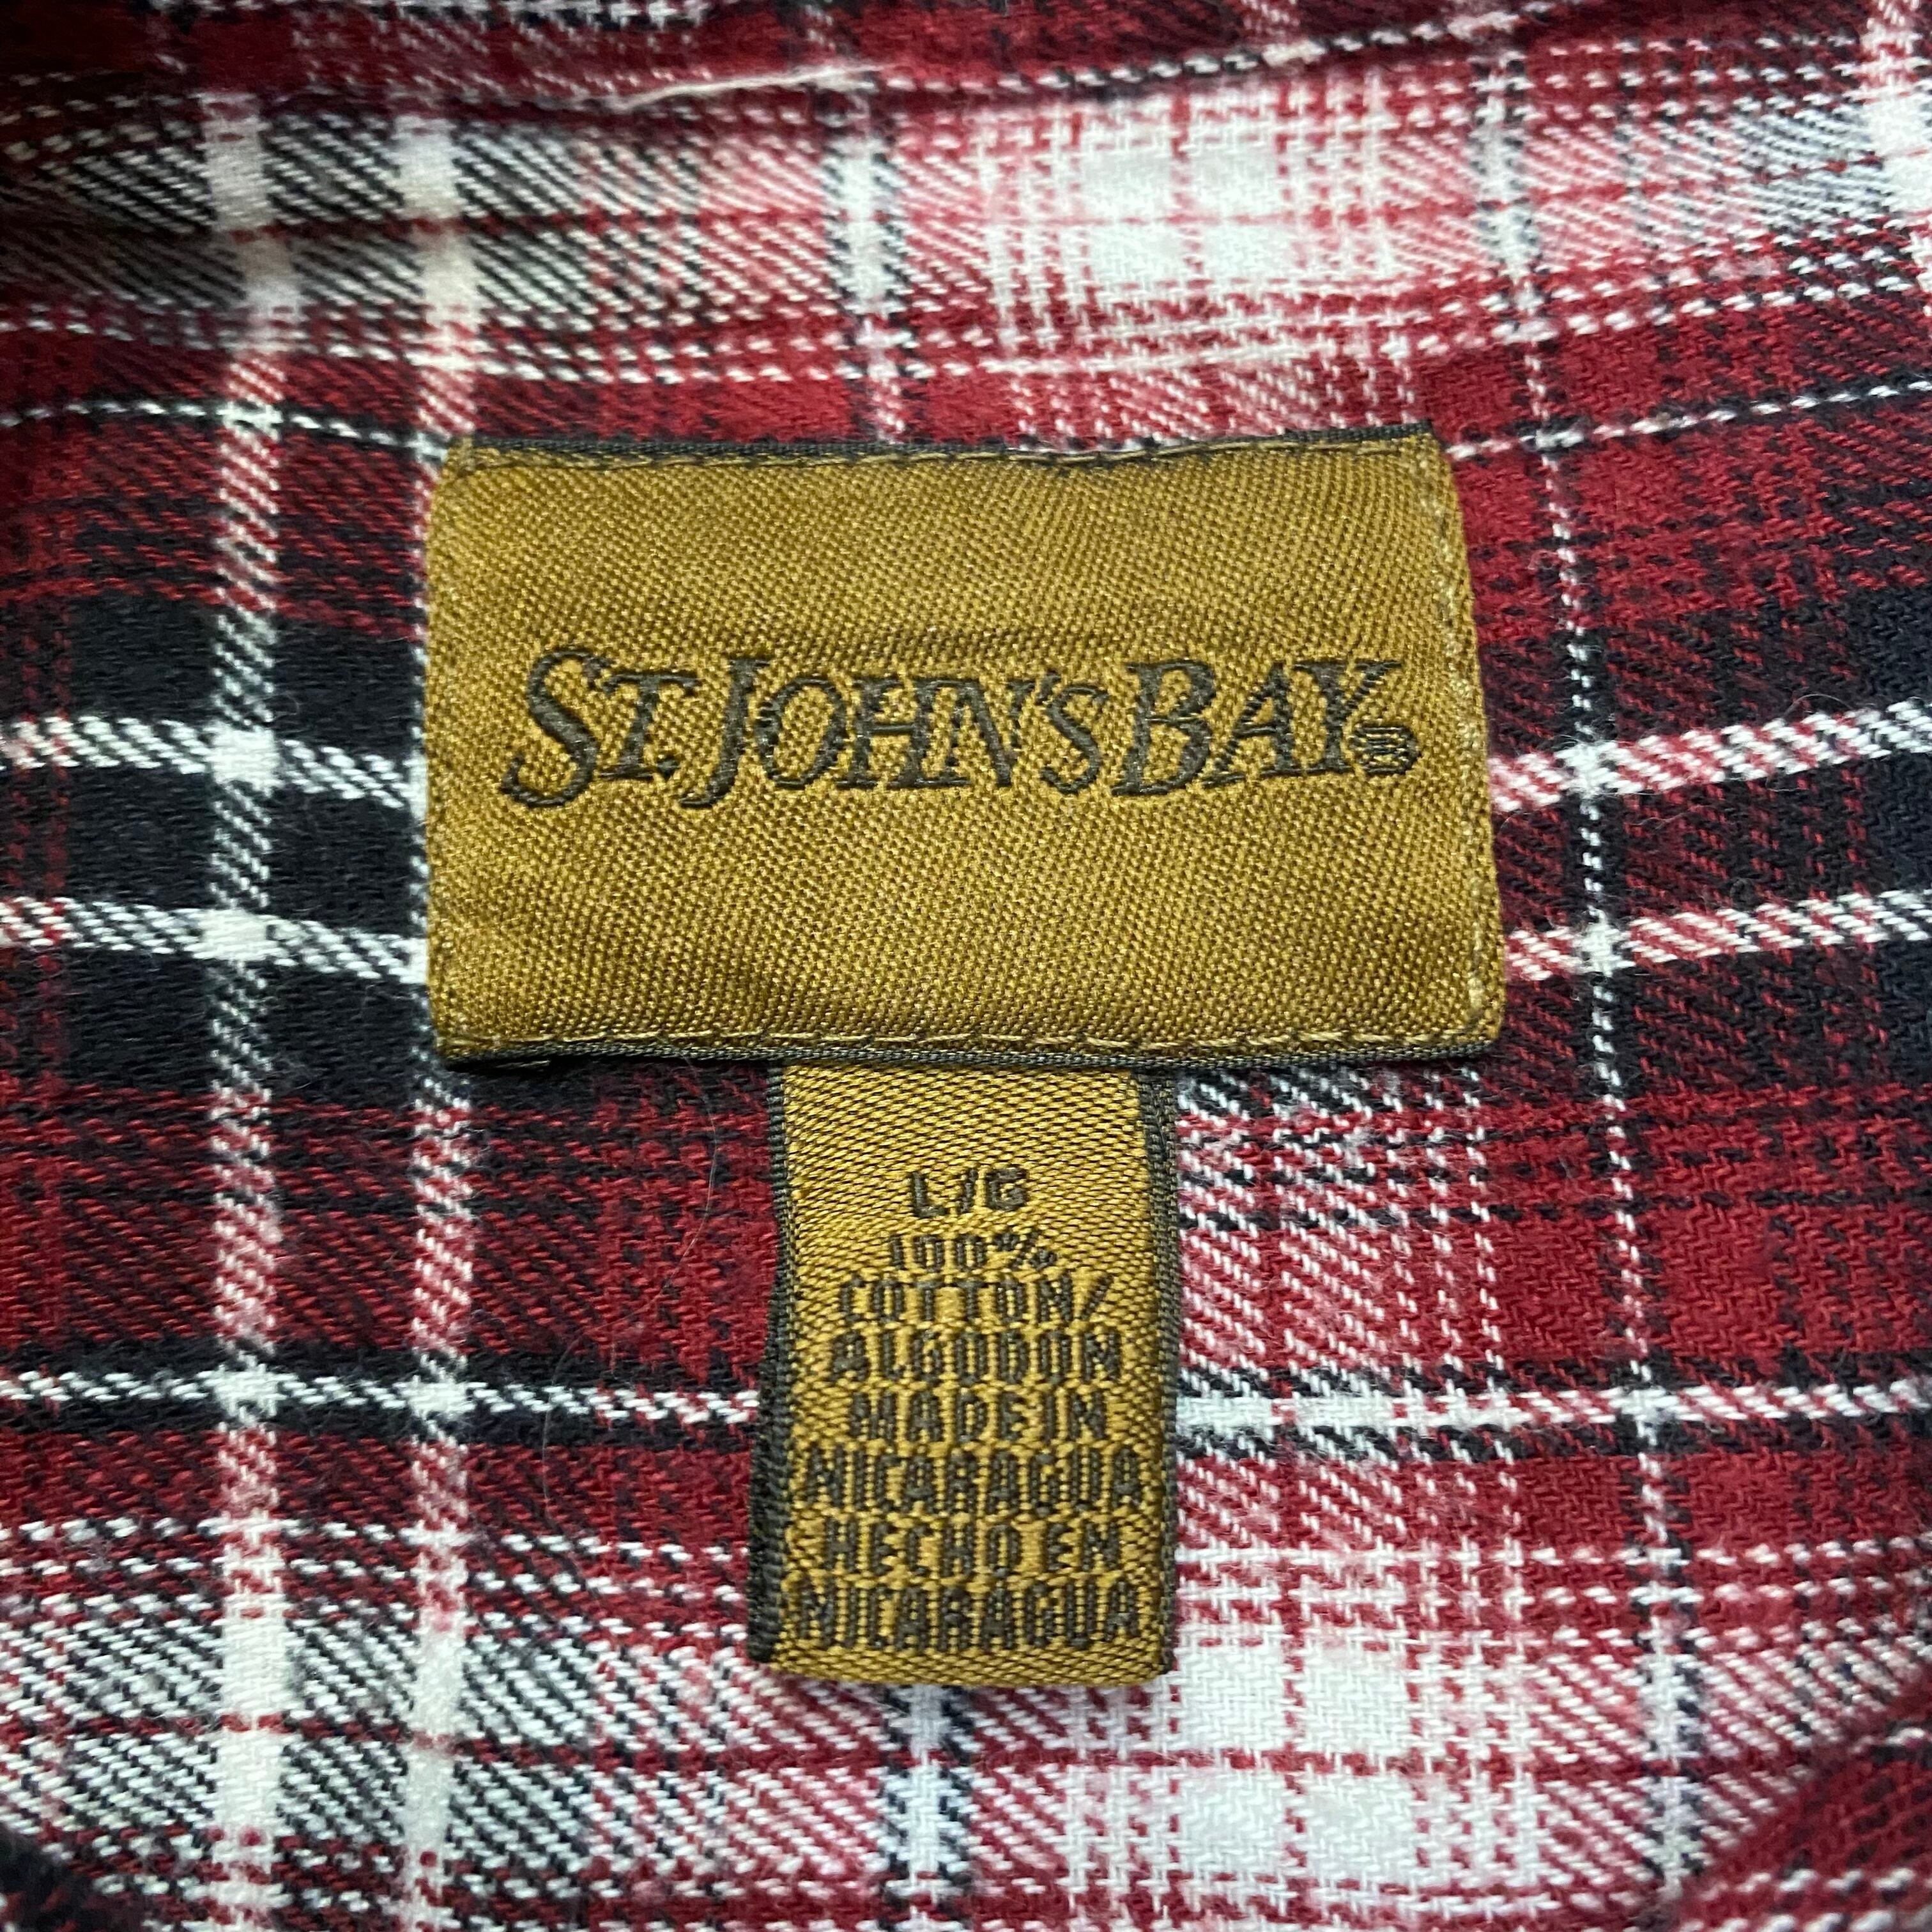 ST. JOHN'S BAY®
L/G
100%
COTTON/
ALGODON
MADE IN
NICARAGUA
HECHO EN
NICARAGUA